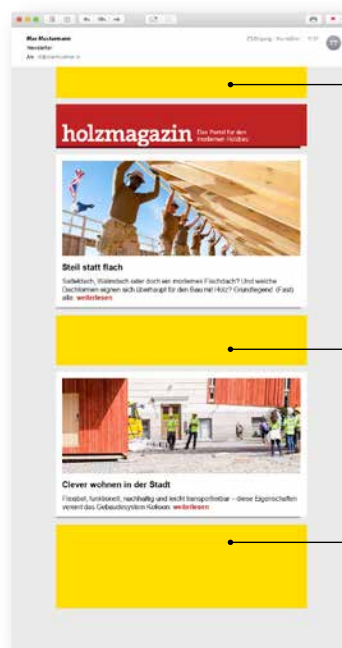 Max Mustermann
Newsletter
An:
holzmagazin Das Portal für den
modernen Holzbau
Steil statt flach
Satteldach, Walmdach oder doch ein modernes Flachdach? Und welche
Dachformen eignen sich überhaupt für den Bau mit Holz? Grundlegend: (Fast)
alle. weiterlesen
Clever wohnen in der Stadt
Flexibel, funktionell, nachhaltig und leicht transportierbar – diese Eigenschaften
vereint das Gebäudesystem Kokoon. weiterlesen